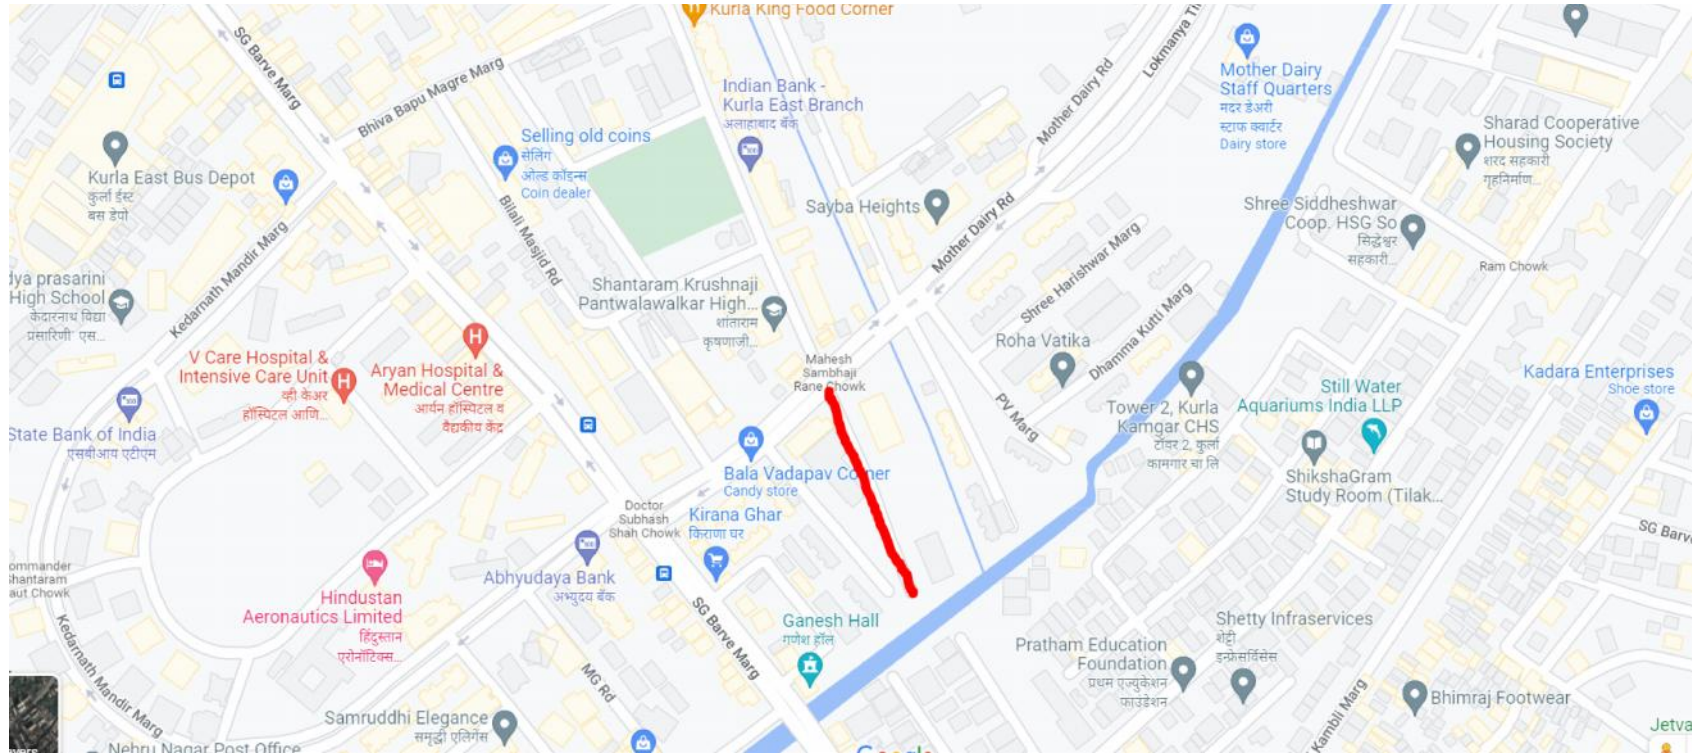 Kurla King Food Corner
SG Barve Marg
Bhiva Bapu Magre Marg
Indian Bank -
Kurla East Branch
अलाहाबाद बँक
Mother Dairy Rd
Mother Dairy
Staff Quarters
मदर डेअरी
स्टाफ क्वार्टर
Dairy store
Sharad Cooperative
Housing Society
शरद सहकारी
गृहनिर्माण...
Selling old coins
सेलिंग
ओल्ड कॉइन्स
Coin dealer
Kurla East Bus Depot
कुर्ला ईस्ट
बस डेपो
Bilali Masjid Rd
Sayba Heights
Mother Dairy Rd
Shree Siddheshwar
Coop. HSG So
सिद्धेश्वर
सहकारी...
Ram Chowk
Kedarnath Mandir Marg
Shree Harishwar Marg
Shantaram Krushnaji
Pantwalawalkar High...
शांताराम
कृषणाजी...
dya prasarini
High School
केदारनाथ विद्या
प्रसारिणी एस...
Dhamma Kutti Marg
Roha Vatika
V Care Hospital &
Intensive Care Unit
व्ही केअर
हॉस्पिटल आणि...
Aryan Hospital &
Medical Centre
आर्यन हॉस्पिटल व
वैद्यकीय केंद्र
Mahesh
Sambhaji
Rane Chowk
PV Marg
Tower 2, Kurla
Kamgar CHS
टॉवर 2, कुर्ला
कामगार चा लि
Still Water
Aquariums India LLP
Kadara Enterprises
Shoe store
State Bank of India
एसबीआय एटीएम
Bala Vadapav Corner
Candy store
ShikshaGram
Study Room (Tilak...
Doctor
Subhash
Shah Chowk
Kirana Ghar
किराणा घर
SG Barv
Abhyudaya Bank
अभ्युदय बँक
ommander
Shantaram
aut Chowk
Hindustan
Aeronautics Limited
हिंदुस्तान
एरोनॉटिक्स...
SG Barve Marg
Ganesh Hall
गणेश हॉल
Shetty Infraservices
शेट्टी
इन्फ्रसर्विसेस
Pratham Education
Foundation
प्रथम एज्युकेशन
फाउंडेशन
Kedarnath Mandir Marg
MG Rd
Samruddhi Elegance
समृद्धी एलिगेंस
Kambli Marg
Bhimraj Footwear
Jetva
Nehru Nagar Post Office